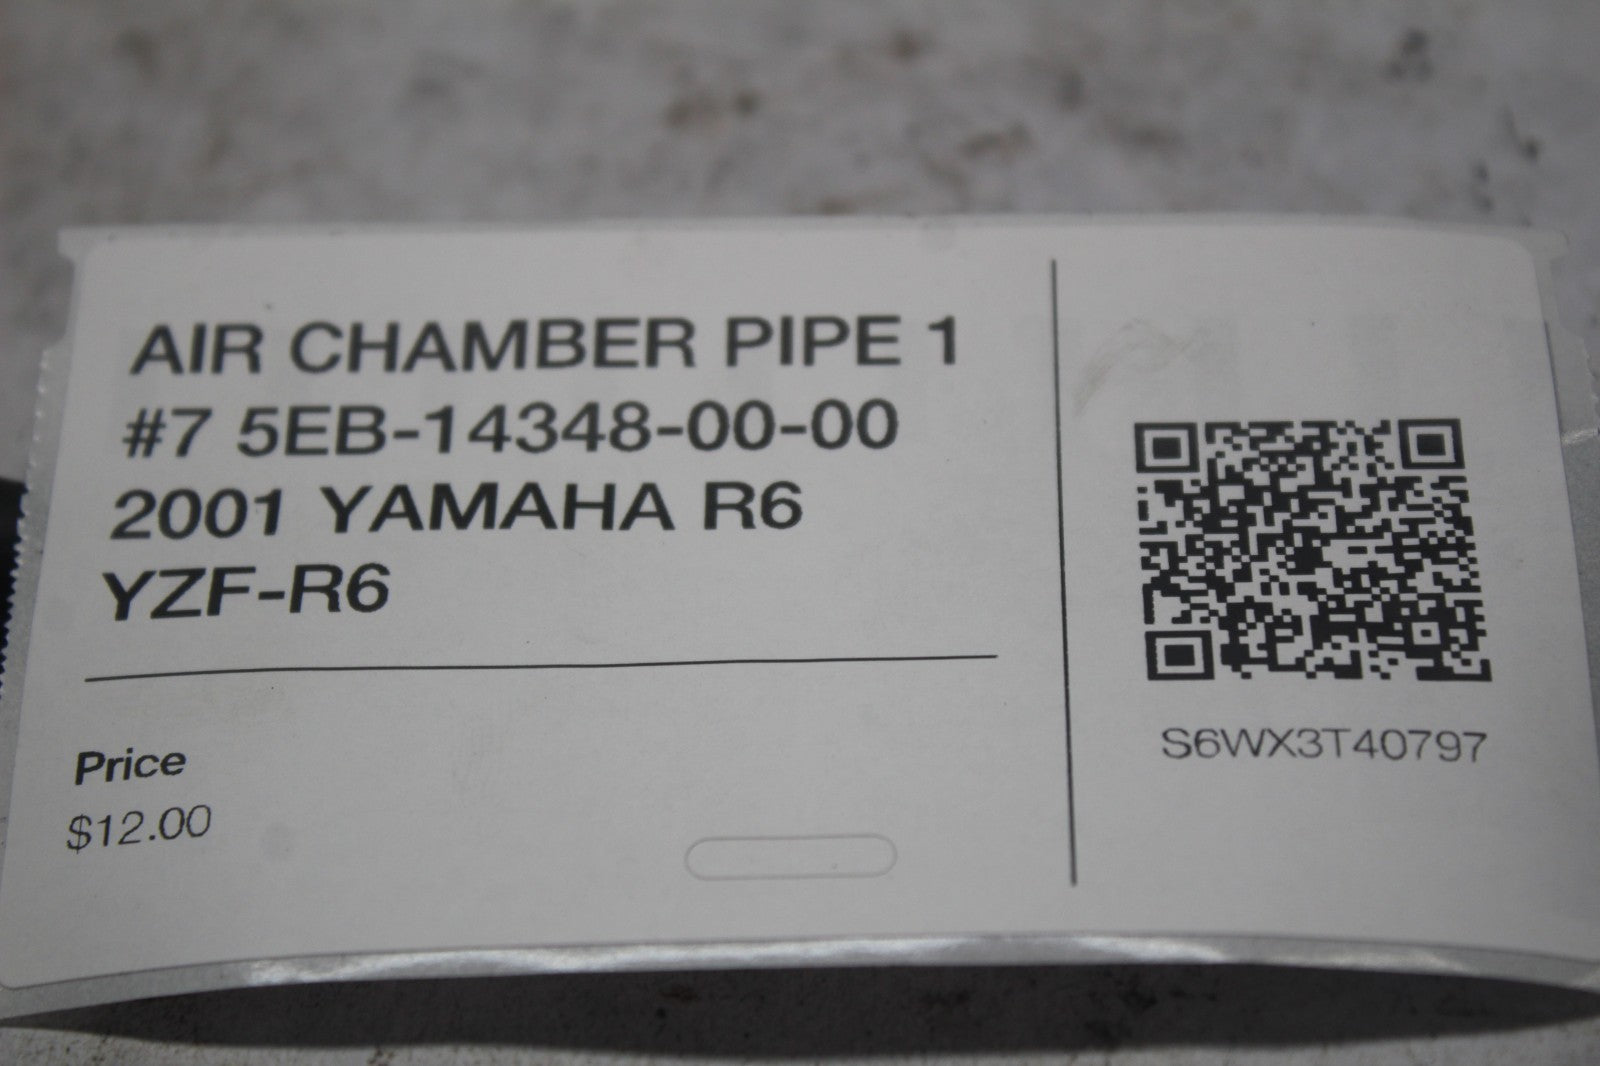 AIR CHAMBER PIPE 1
#7 5EB-14348-00-00
2001 YAMAHA R6
YZF-R6
Price
$12.00
S6WX3T40797